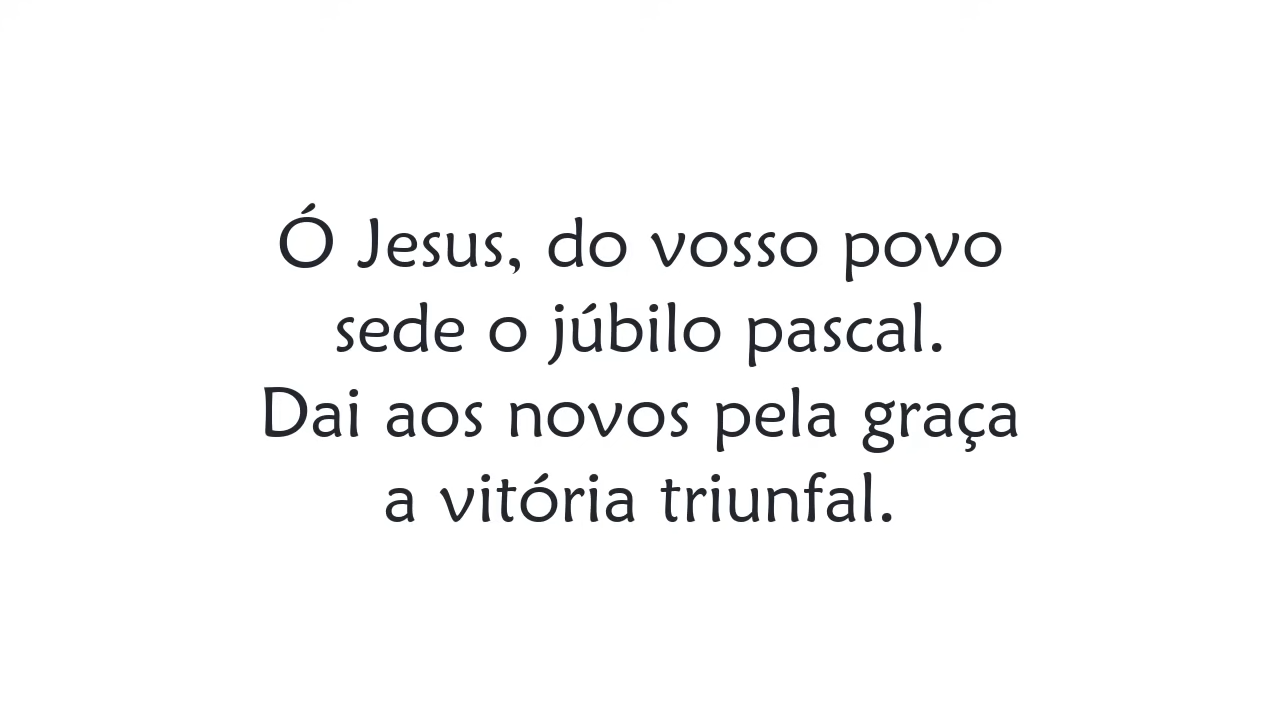 Ó Jesus, do vosso povo
sede o júbilo pascal.
Dai aos novos pela graça
a vitória triunfal.